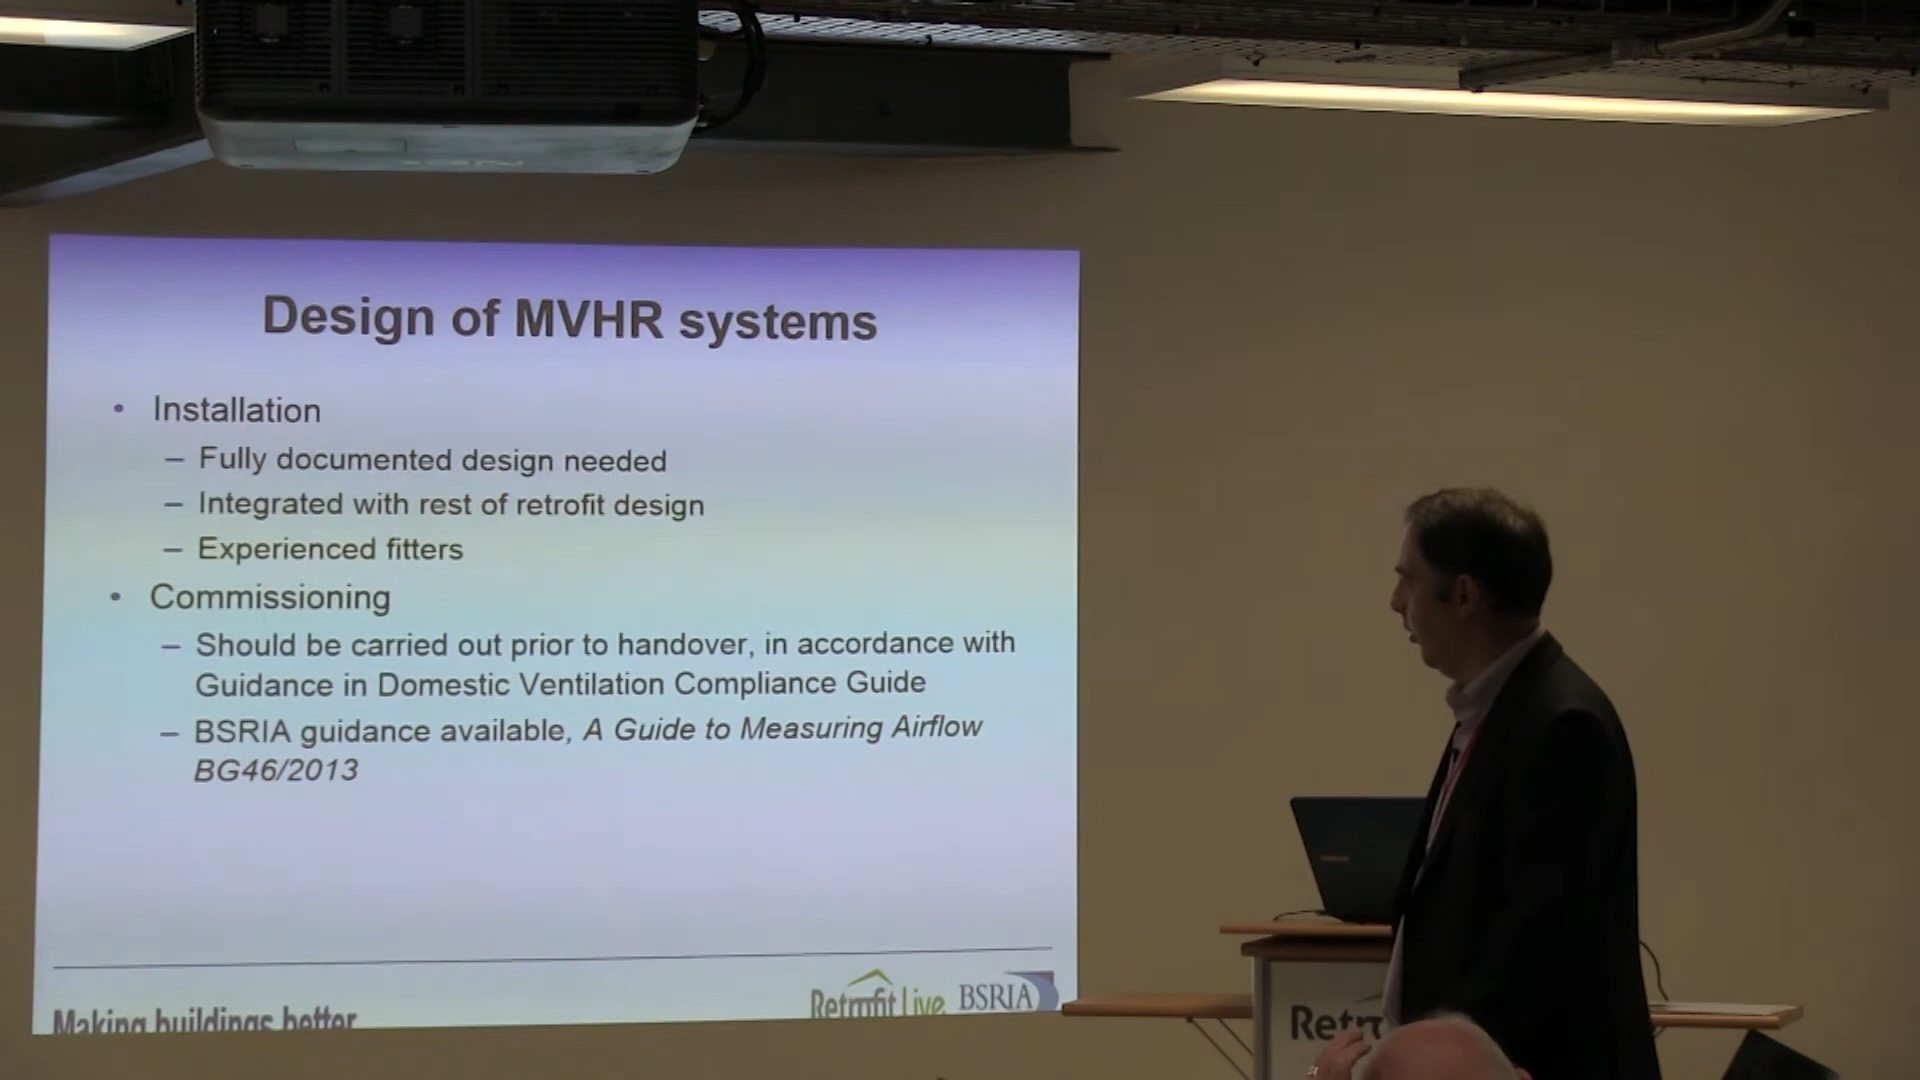 Design of MVHR systems
• Installation
– Fully documented design needed
– Integrated with rest of retrofit design
– Experienced fitters
• Commissioning
– Should be carried out prior to handover, in accordance with
Guidance in Domestic Ventilation Compliance Guide
– BSRIA guidance available, A Guide to Measuring Airflow
BG46/2013
Making buildings better
Retrofit Live BSRIA
Retr